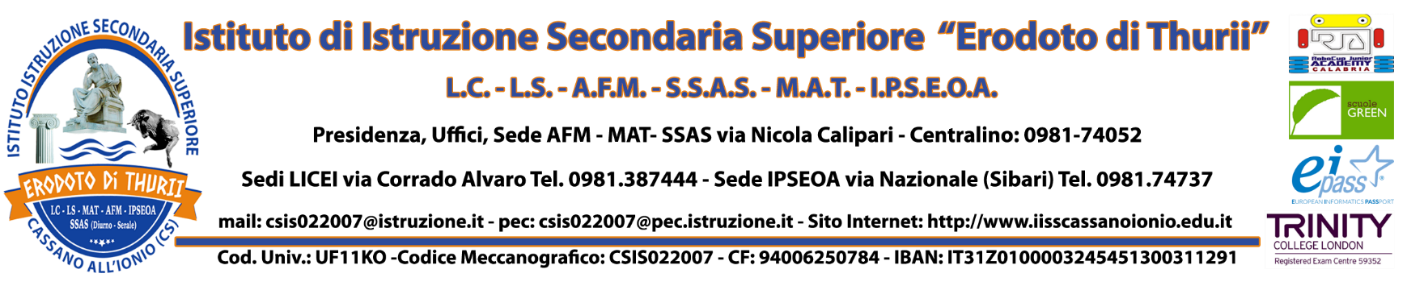 ISTITUTO ISTRUZIONE SECONDARIA SUPERIORE
ERODOTO Di THURII
LC - LS - MAT - AFM - IPSEOA
SSAS (Diurno - Serale)
CASSANO ALL'IONIO (CS)
Istituto di Istruzione Secondaria Superiore “Erodoto di Thurii”
L.C. - L.S. - A.F.M. - S.S.A.S. - M.A.T. - I.P.S.E.O.A.
Presidenza, Uffici, Sede AFM - MAT- SSAS via Nicola Calipari - Centralino: 0981-74052
Sedi LICEI via Corrado Alvaro Tel. 0981.387444 - Sede IPSEOA via Nazionale (Sibari) Tel. 0981.74737
mail: csis022007@istruzione.it - pec: csis022007@pec.istruzione.it - Sito Internet: http://www.iisscassanoionio.edu.it
Cod. Univ.: UF11KO -Codice Meccanografico: CSIS022007 - CF: 94006250784 - IBAN: IT31Z0100003245451300311291
RJA
RoboCup Junior
ACADEMY
CALABRIA
scuole
GREEN
ei
pass
EUROPEAN INFORMATICS PASSPORT
TRINITY
COLLEGE LONDON
Registered Exam Centre 59352